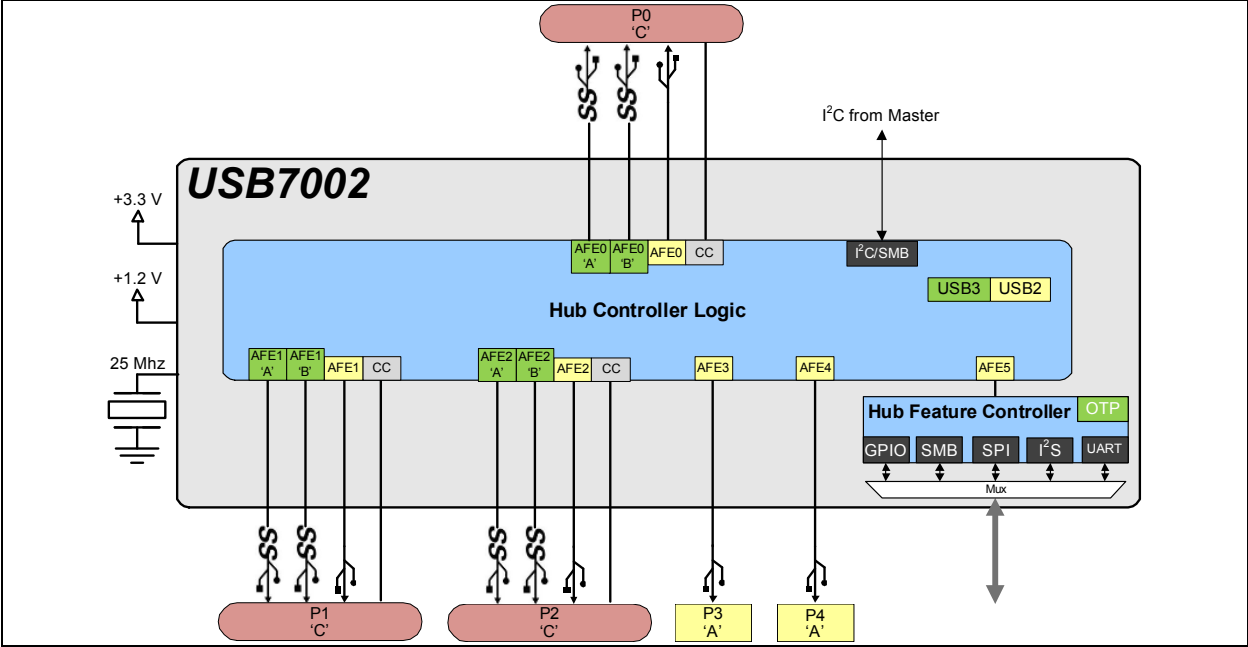 P0
‘C’
SS
SS
I²C from Master
USB7002
+3.3 V
AFE0
‘A’
AFE0
‘B’
AFE0
CC
I²C/SMB
+1.2 V
USB3
USB2
Hub Controller Logic
25 Mhz
AFE1
‘A’
AFE1
‘B’
AFE1
CC
AFE2
‘A’
AFE2
‘B’
AFE2
CC
AFE3
AFE4
AFE5
Hub Feature Controller
OTP
GPIO
SMB
SPI
I²S
UART
Mux
SS
SS
SS
SS
P1
‘C’
P2
‘C’
P3
‘A’
P4
‘A’